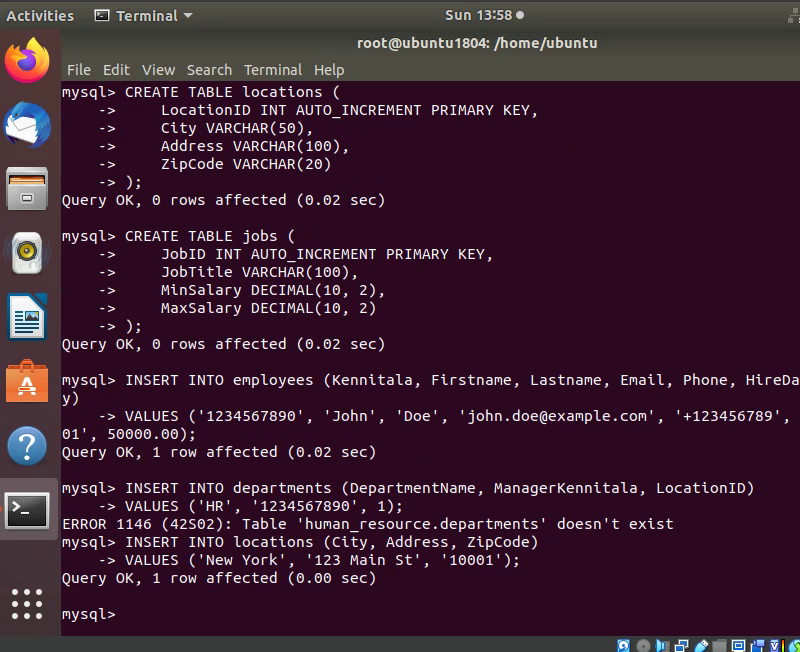 Activities Terminal Sun 13:58
root@ubuntu1804: /home/ubuntu
File Edit View Search Terminal Help
mysql> CREATE TABLE locations (
    ->     LocationID INT AUTO_INCREMENT PRIMARY KEY,
    ->     City VARCHAR(50),
    ->     Address VARCHAR(100),
    ->     ZipCode VARCHAR(20)
    -> );
Query OK, 0 rows affected (0.02 sec)
mysql> CREATE TABLE jobs (
    ->     JobID INT AUTO_INCREMENT PRIMARY KEY,
    ->     JobTitle VARCHAR(100),
    ->     MinSalary DECIMAL(10, 2),
    ->     MaxSalary DECIMAL(10, 2)
    -> );
Query OK, 0 rows affected (0.02 sec)
mysql> INSERT INTO employees (Kennitala, Firstname, Lastname, Email, Phone, HireDa
y)
    -> VALUES ('1234567890', 'John', 'Doe', 'john.doe@example.com', '+123456789',
01', 50000.00);
Query OK, 1 row affected (0.02 sec)
mysql> INSERT INTO departments (DepartmentName, ManagerKennitala, LocationID)
    -> VALUES ('HR', '1234567890', 1);
ERROR 1146 (42S02): Table 'human_resource.departments' doesn't exist
mysql> INSERT INTO locations (City, Address, ZipCode)
    -> VALUES ('New York', '123 Main St', '10001');
Query OK, 1 row affected (0.00 sec)
mysql>